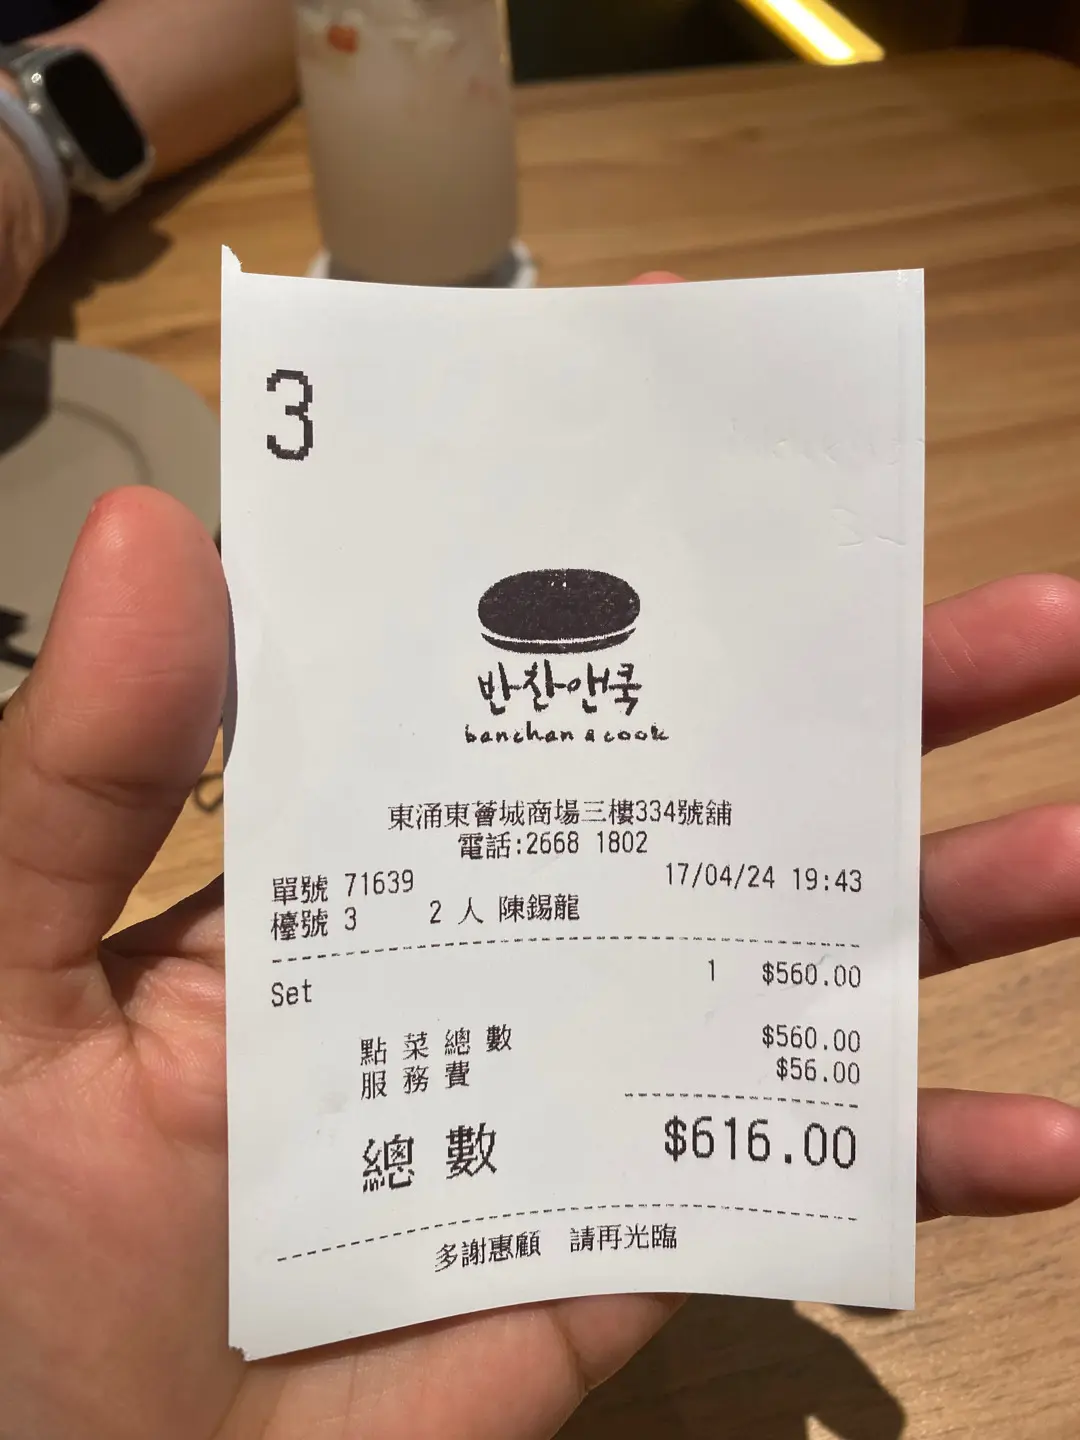 3
반찬앤쿡
banchan & cook
東涌東薈城商場三樓334號舖
電話:2668 1802
單號 71639 17/04/24 19:43
檯號 3 2 人 陳錫龍
Set 1 $560.00
點菜總數 $560.00
服務費 $56.00
總數 $616.00
多謝惠顧 請再光臨